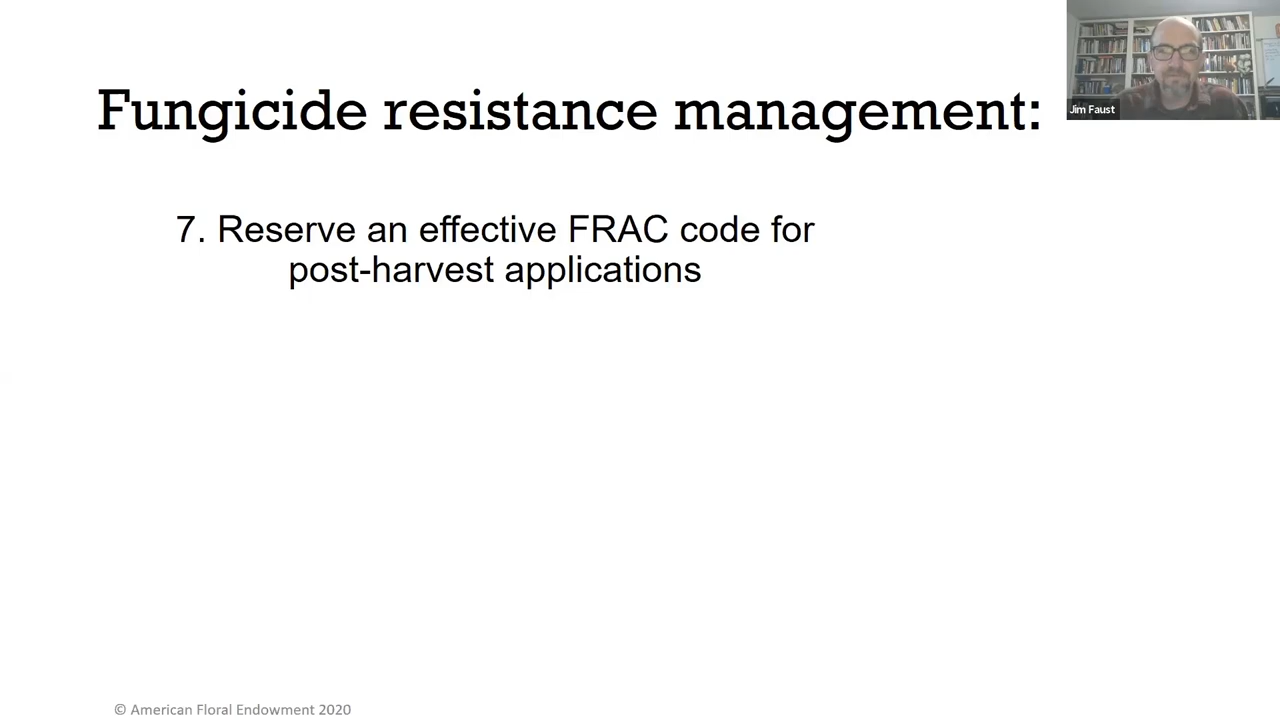 Fungicide resistance management:
Jim Faust
7. Reserve an effective FRAC code for
post-harvest applications
© American Floral Endowment 2020